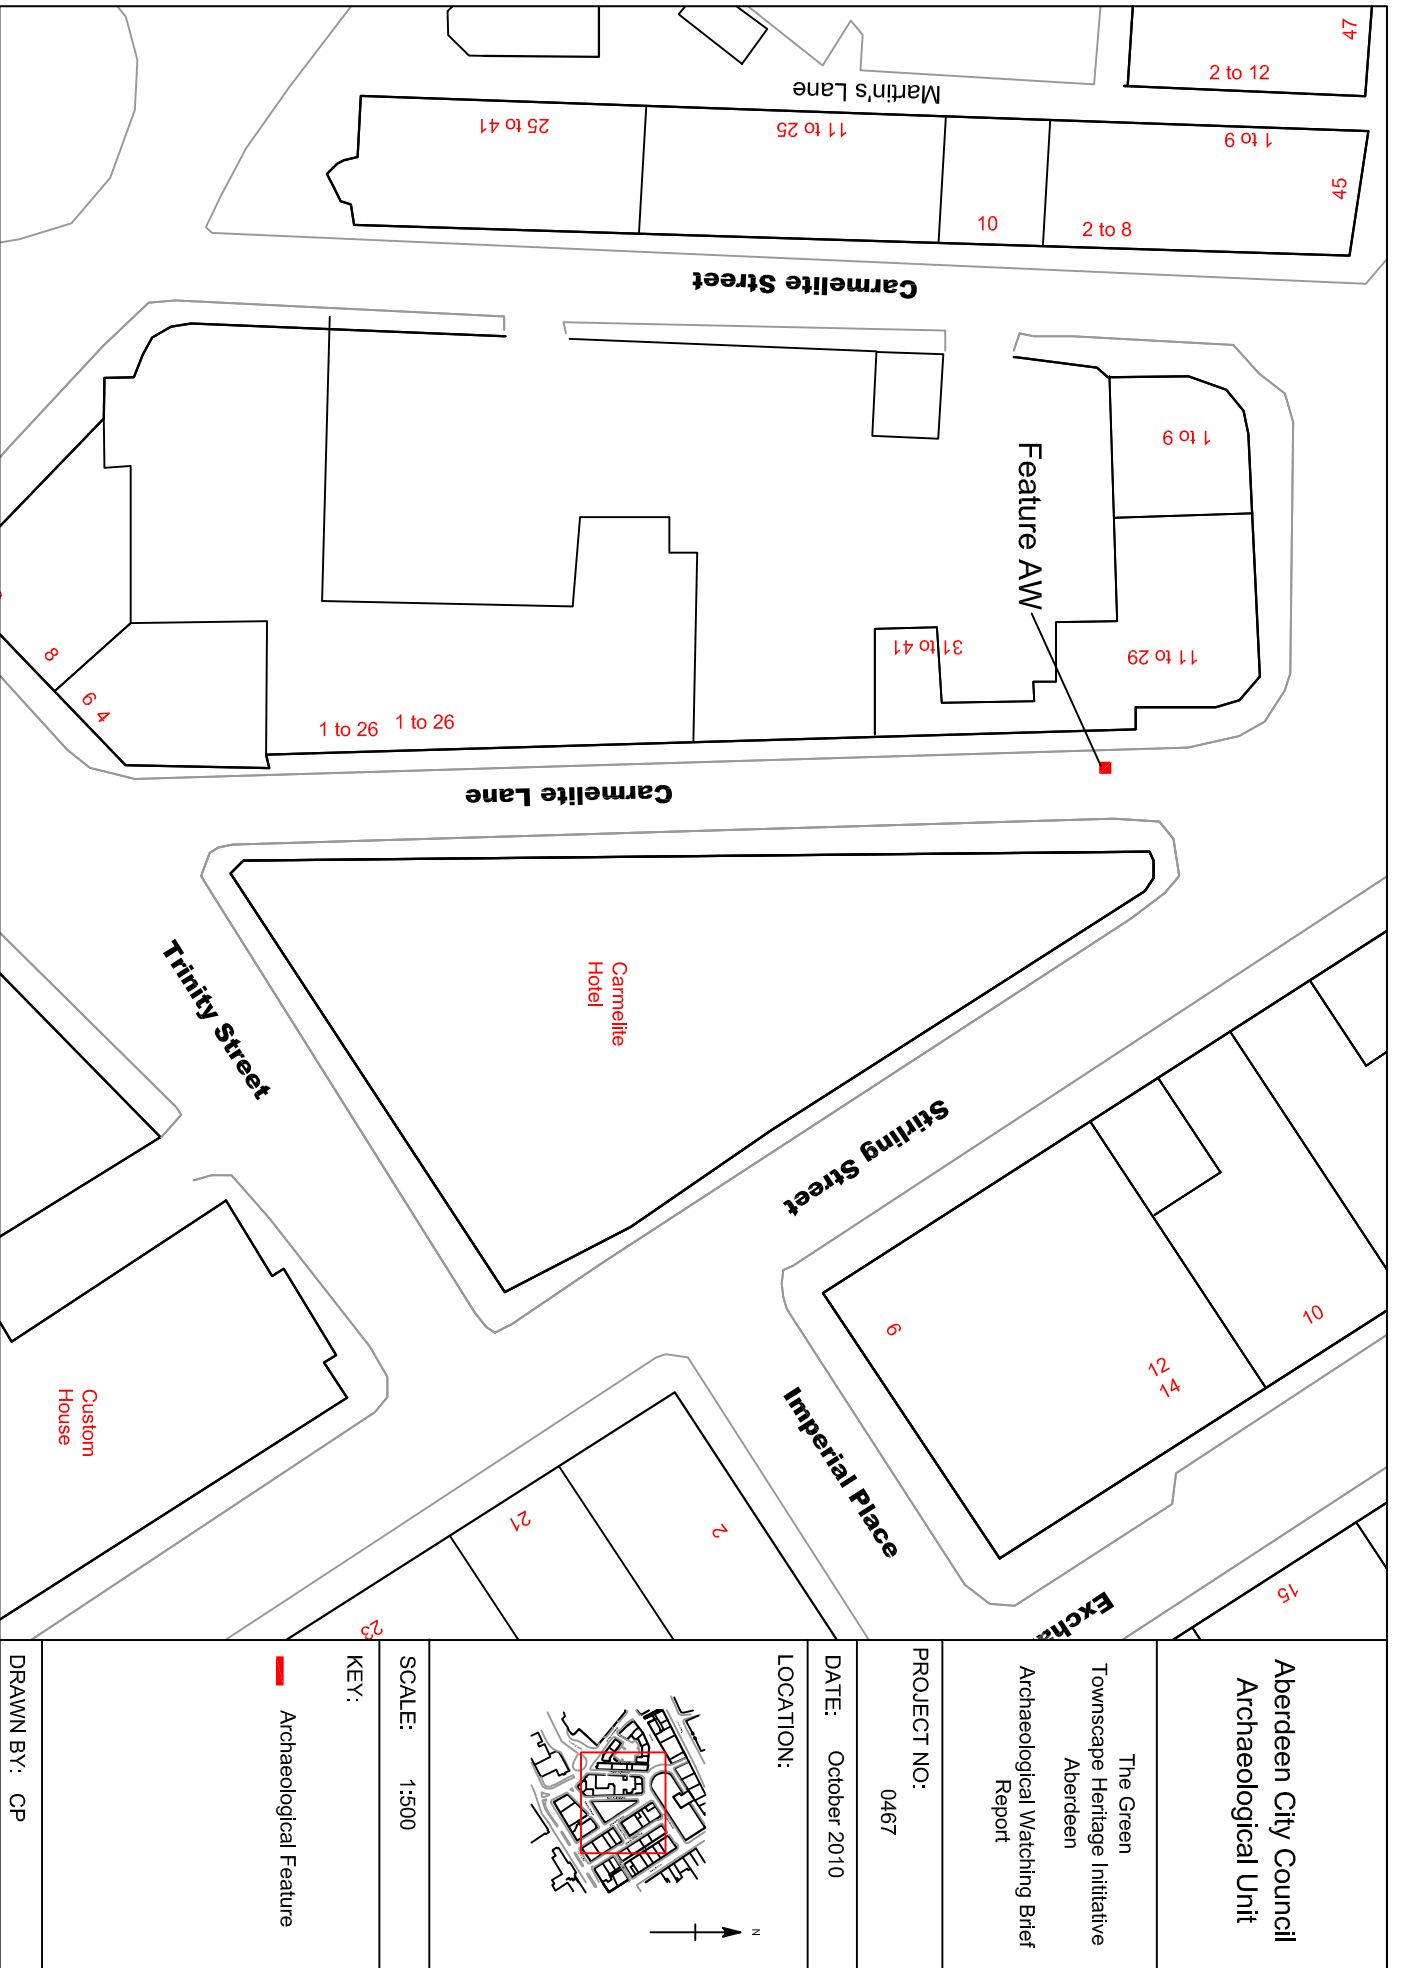 47
2 to 12
Martin's Lane
25 to 41
11 to 25
1 to 9
45
10
2 to 8
Carmelite Street
1 to 9
Feature AW
31 to 41
11 to 29
8
6
4
1 to 26
1 to 26
Carmelite Lane
Trinity Street
Carmelite
Hotel
Stirling Street
6
12
14
10
Imperial Place
Custom
House
21
2
23
15
Excha
Aberdeen City Council
Archaeological Unit
The Green
Townscape Heritage Inititative
Aberdeen
Archaeological Watching Brief
Report
PROJECT NO:
0467
DATE: October 2010
LOCATION:
N
SCALE: 1:500
KEY:
Archaeological Feature
DRAWN BY: CP